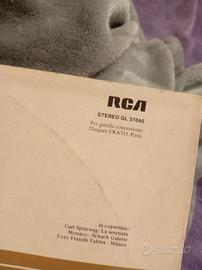 RCA
STEREO GL 37040
Per gentile concessione
Disques ERATO, Paris
in copertina:
Carl Spitzweg: La serenata
Monaco - Schack Galerie
Foto Fratelli Fabbri - Milano
subito